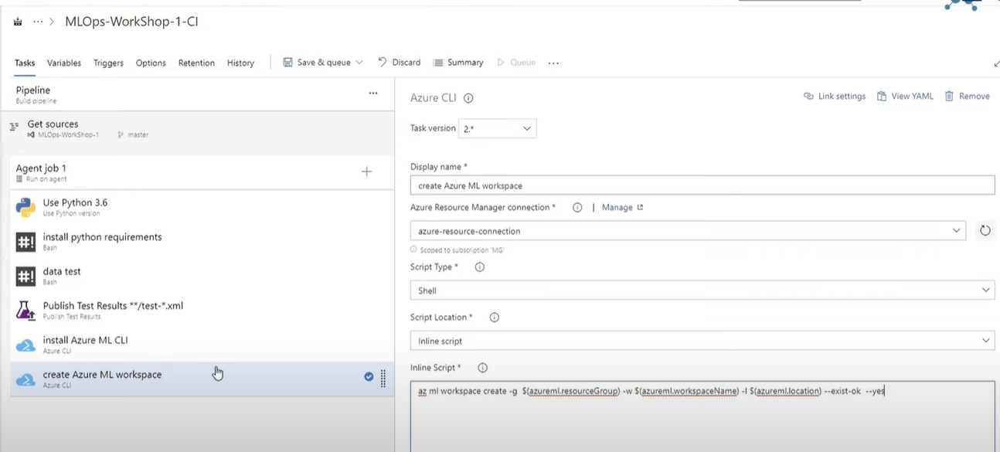 MLOps-WorkShop-1-CI
Tasks Variables Triggers Options Retention History Save & queue Discard Summary Queue
Pipeline
Build pipeline
Get sources
MLOps-WorkShop-1 master
Agent job 1
Run on agent
Use Python 3.6
Use Python version
install python requirements
Bash
data test
Bash
Publish Test Results **/test-*.xml
Publish Test Results
install Azure ML CLI
Azure CLI
create Azure ML workspace
Azure CLI
Azure CLI
Link settings View YAML Remove
Task version 2.*
Display name *
create Azure ML workspace
Azure Resource Manager connection * | Manage
azure-resource-connection
Scoped to subscription 'MG'
Script Type *
Shell
Script Location *
Inline script
Inline Script *
az ml workspace create -g $(azureml.resourceGroup) -w $(azureml.workspaceName) -l $(azureml.location) --exist-ok --yes